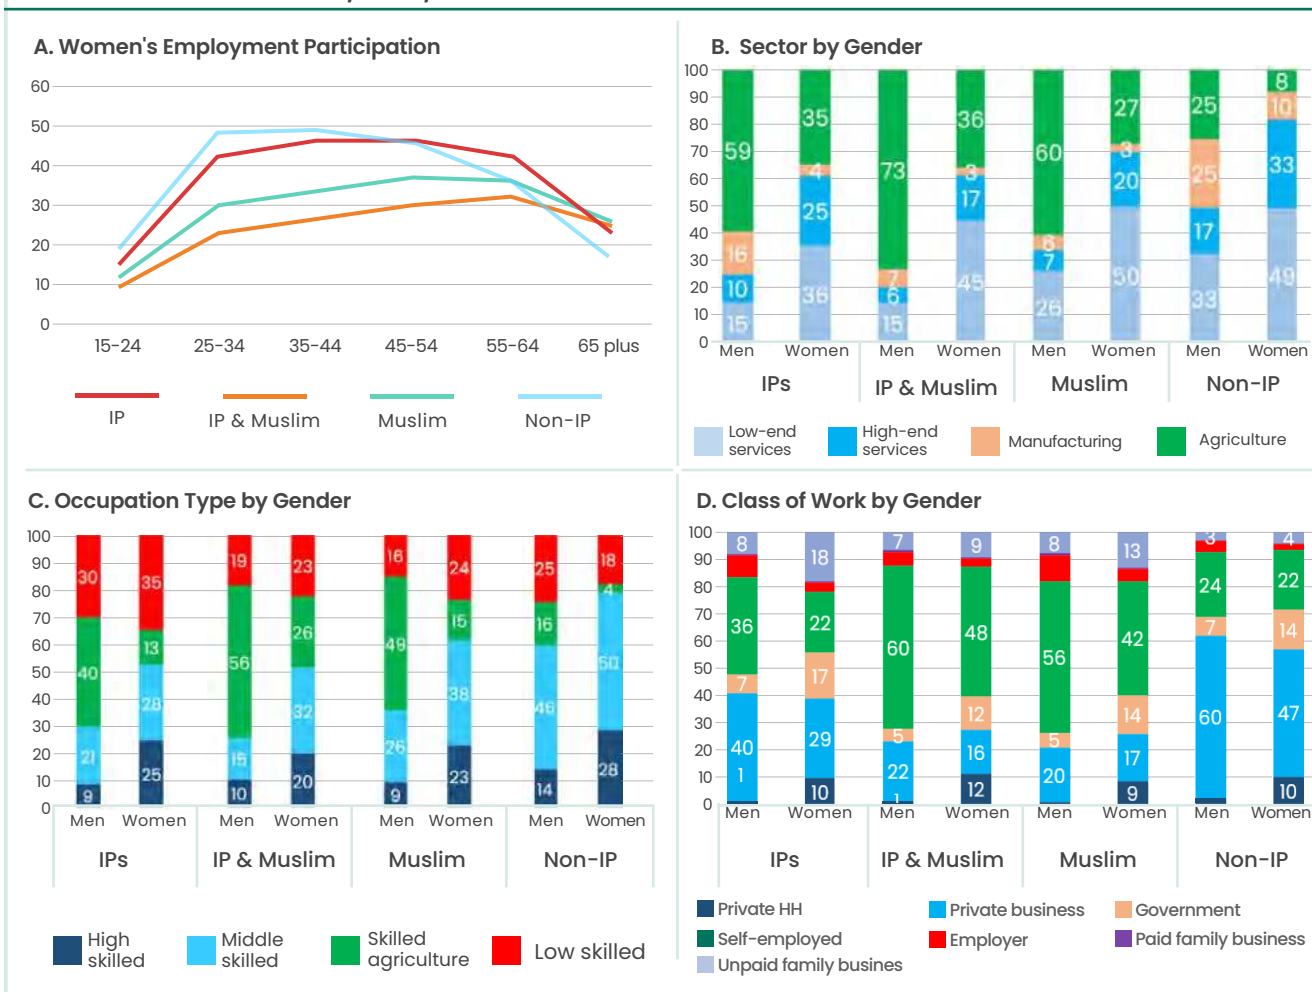 A. Women's Employment Participation
60
50
40
30
20
10
0
15-24
25-34
35-44
45-54
55-64
65 plus
IP
IP & Muslim
Muslim
Non-IP
B. Sector by Gender
100
90
80
70
60
50
40
30
20
10
0
59
16
10
15
35
4
25
36
73
7
6
15
36
3
17
45
60
6
7
26
27
3
20
50
25
25
17
33
8
10
33
49
Men
Women
Men
Women
Men
Women
Men
Women
IPs
IP & Muslim
Muslim
Non-IP
Low-end
services
High-end
services
Manufacturing
Agriculture
C. Occupation Type by Gender
100
90
80
70
60
50
40
30
20
10
0
30
40
21
9
35
13
28
25
19
56
15
10
23
26
32
20
16
49
26
9
24
15
38
23
25
16
46
14
18
4
50
28
Men
Women
Men
Women
Men
Women
Men
Women
IPs
IP & Muslim
Muslim
Non-IP
High
skilled
Middle
skilled
Skilled
agriculture
Low skilled
D. Class of Work by Gender
100
90
80
70
60
50
40
30
20
10
0
8
36
7
40
1
18
22
17
29
10
7
60
5
22
1
9
48
12
16
12
8
56
5
20
13
42
14
17
9
3
24
7
60
4
22
14
47
10
Men
Women
Men
Women
Men
Women
Men
Women
IPs
IP & Muslim
Muslim
Non-IP
Private HH
Private business
Government
Self-employed
Employer
Paid family business
Unpaid family busines